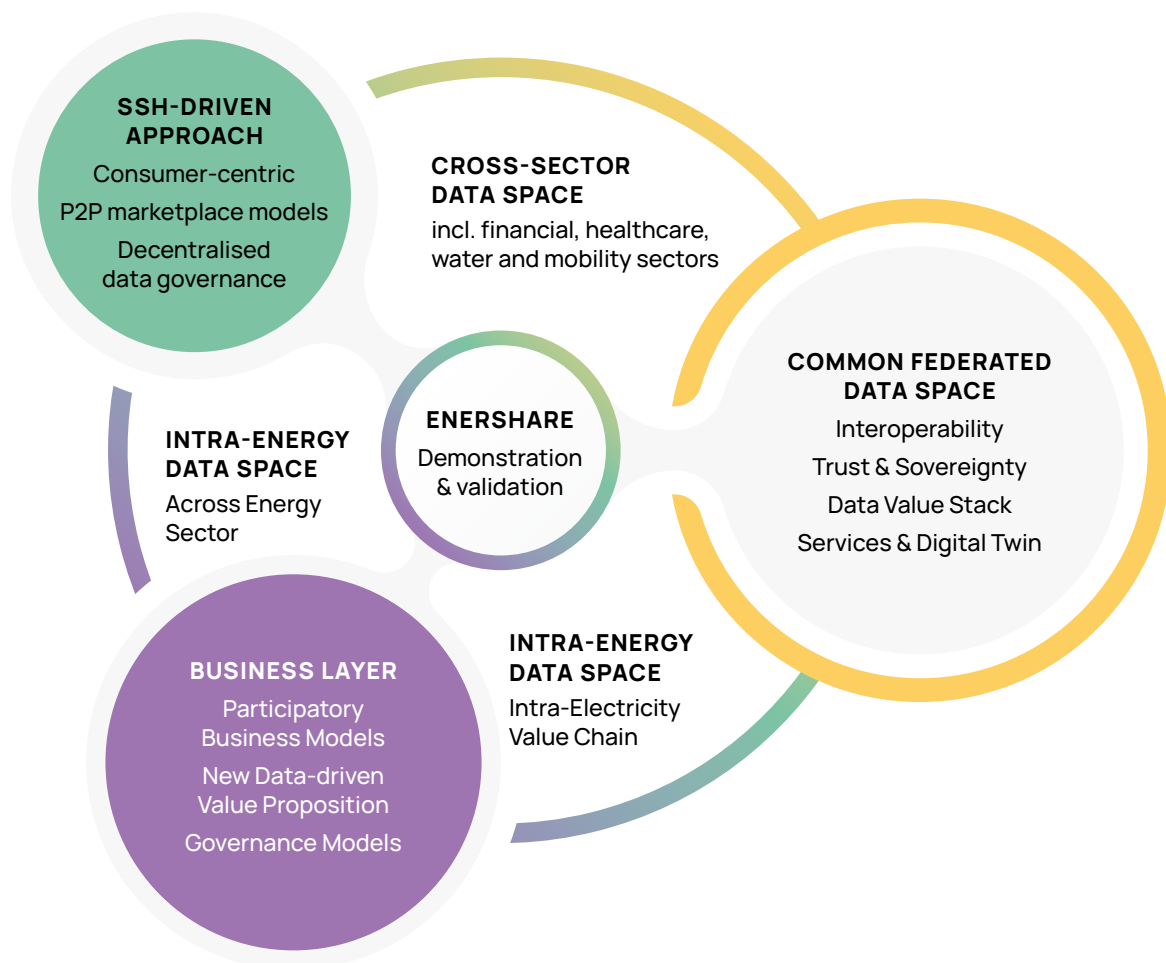 SSH-DRIVEN
APPROACH
Consumer-centric
P2P marketplace models
Decentralised
data governance
CROSS-SECTOR
DATA SPACE
incl. financial, healthcare,
water and mobility sectors
COMMON FEDERATED
DATA SPACE
Interoperability
Trust & Sovereignty
Data Value Stack
Services & Digital Twin
ENERSHARE
Demonstration
& validation
INTRA-ENERGY
DATA SPACE
Across Energy
Sector
INTRA-ENERGY
DATA SPACE
Intra-Electricity
Value Chain
BUSINESS LAYER
Participatory
Business Models
New Data-driven
Value Proposition
Governance Models